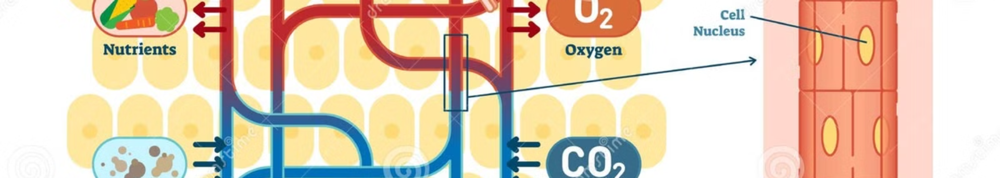 O2
Cell
Nucleus
Nutrients
Oxygen
CO2